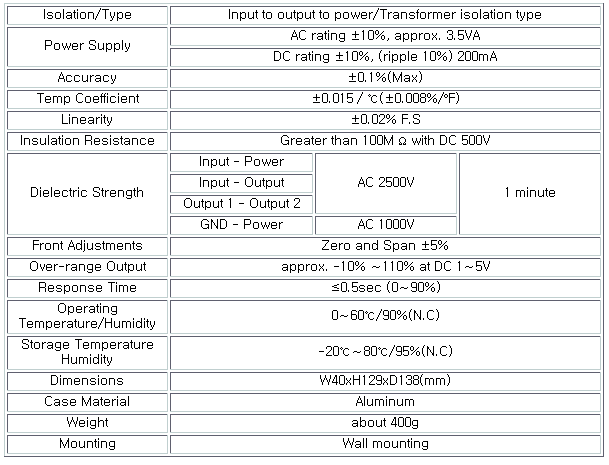 Isolation/Type
Input to output to power/Transformer isolation type
Power Supply
AC rating ±10%, approx. 3.5VA
DC rating ±10%, (ripple 10%) 200mA
Accuracy
±0.1%(Max)
Temp Coefficient
±0.015 / ℃(±0.008%/℉)
Linearity
±0.02% F.S
Insulation Resistance
Greater than 100M Ω with DC 500V
Dielectric Strength
Input - Power
Input - Output
Output 1 - Output 2
AC 2500V
1 minute
GND - Power
AC 1000V
Front Adjustments
Zero and Span ±5%
Over-range Output
approx. -10% ~110% at DC 1~5V
Response Time
≤0.5sec (0~90%)
Operating
Temperature/Humidity
0~60℃/90%(N.C)
Storage Temperature
Humidity
-20℃~80℃/95%(N.C)
Dimensions
W40xH129xD138(mm)
Case Material
Aluminum
Weight
about 400g
Mounting
Wall mounting